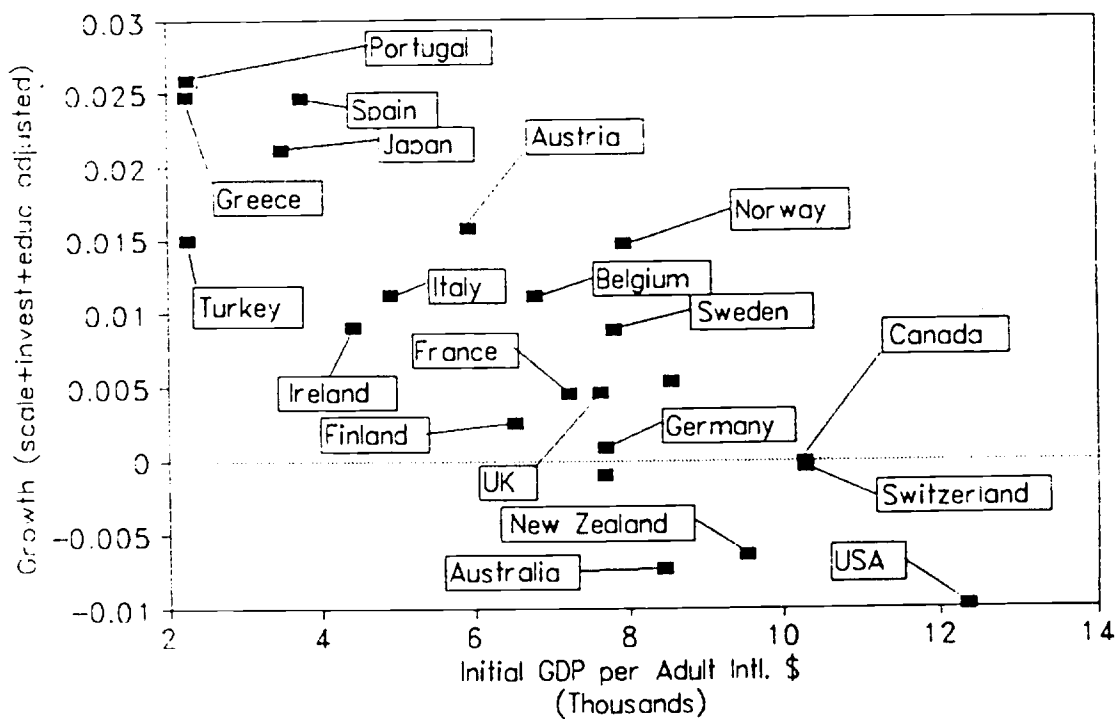 Growth (scale+invest+educ adjusted)
0.03
0.025
0.02
0.015
0.01
0.005
0
-0.005
-0.01
Portugal
Spain
Japan
Austria
Greece
Norway
Turkey
Italy
Belgium
Sweden
Canada
France
Ireland
Finland
Germany
UK
Switzerland
New Zealand
Australia
USA
2
4
6
8
10
12
14
Initial GDP per Adult Intl. $
(Thousands)